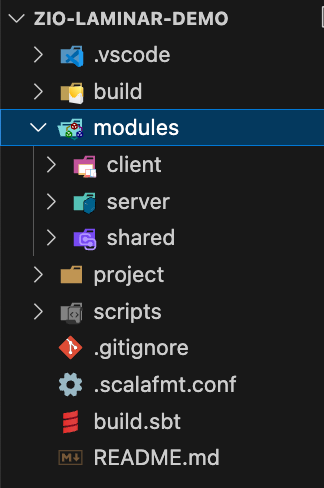 ZIO-LAMINAR-DEMO
.vscode
build
modules
client
server
shared
project
scripts
.gitignore
.scalafmt.conf
build.sbt
README.md